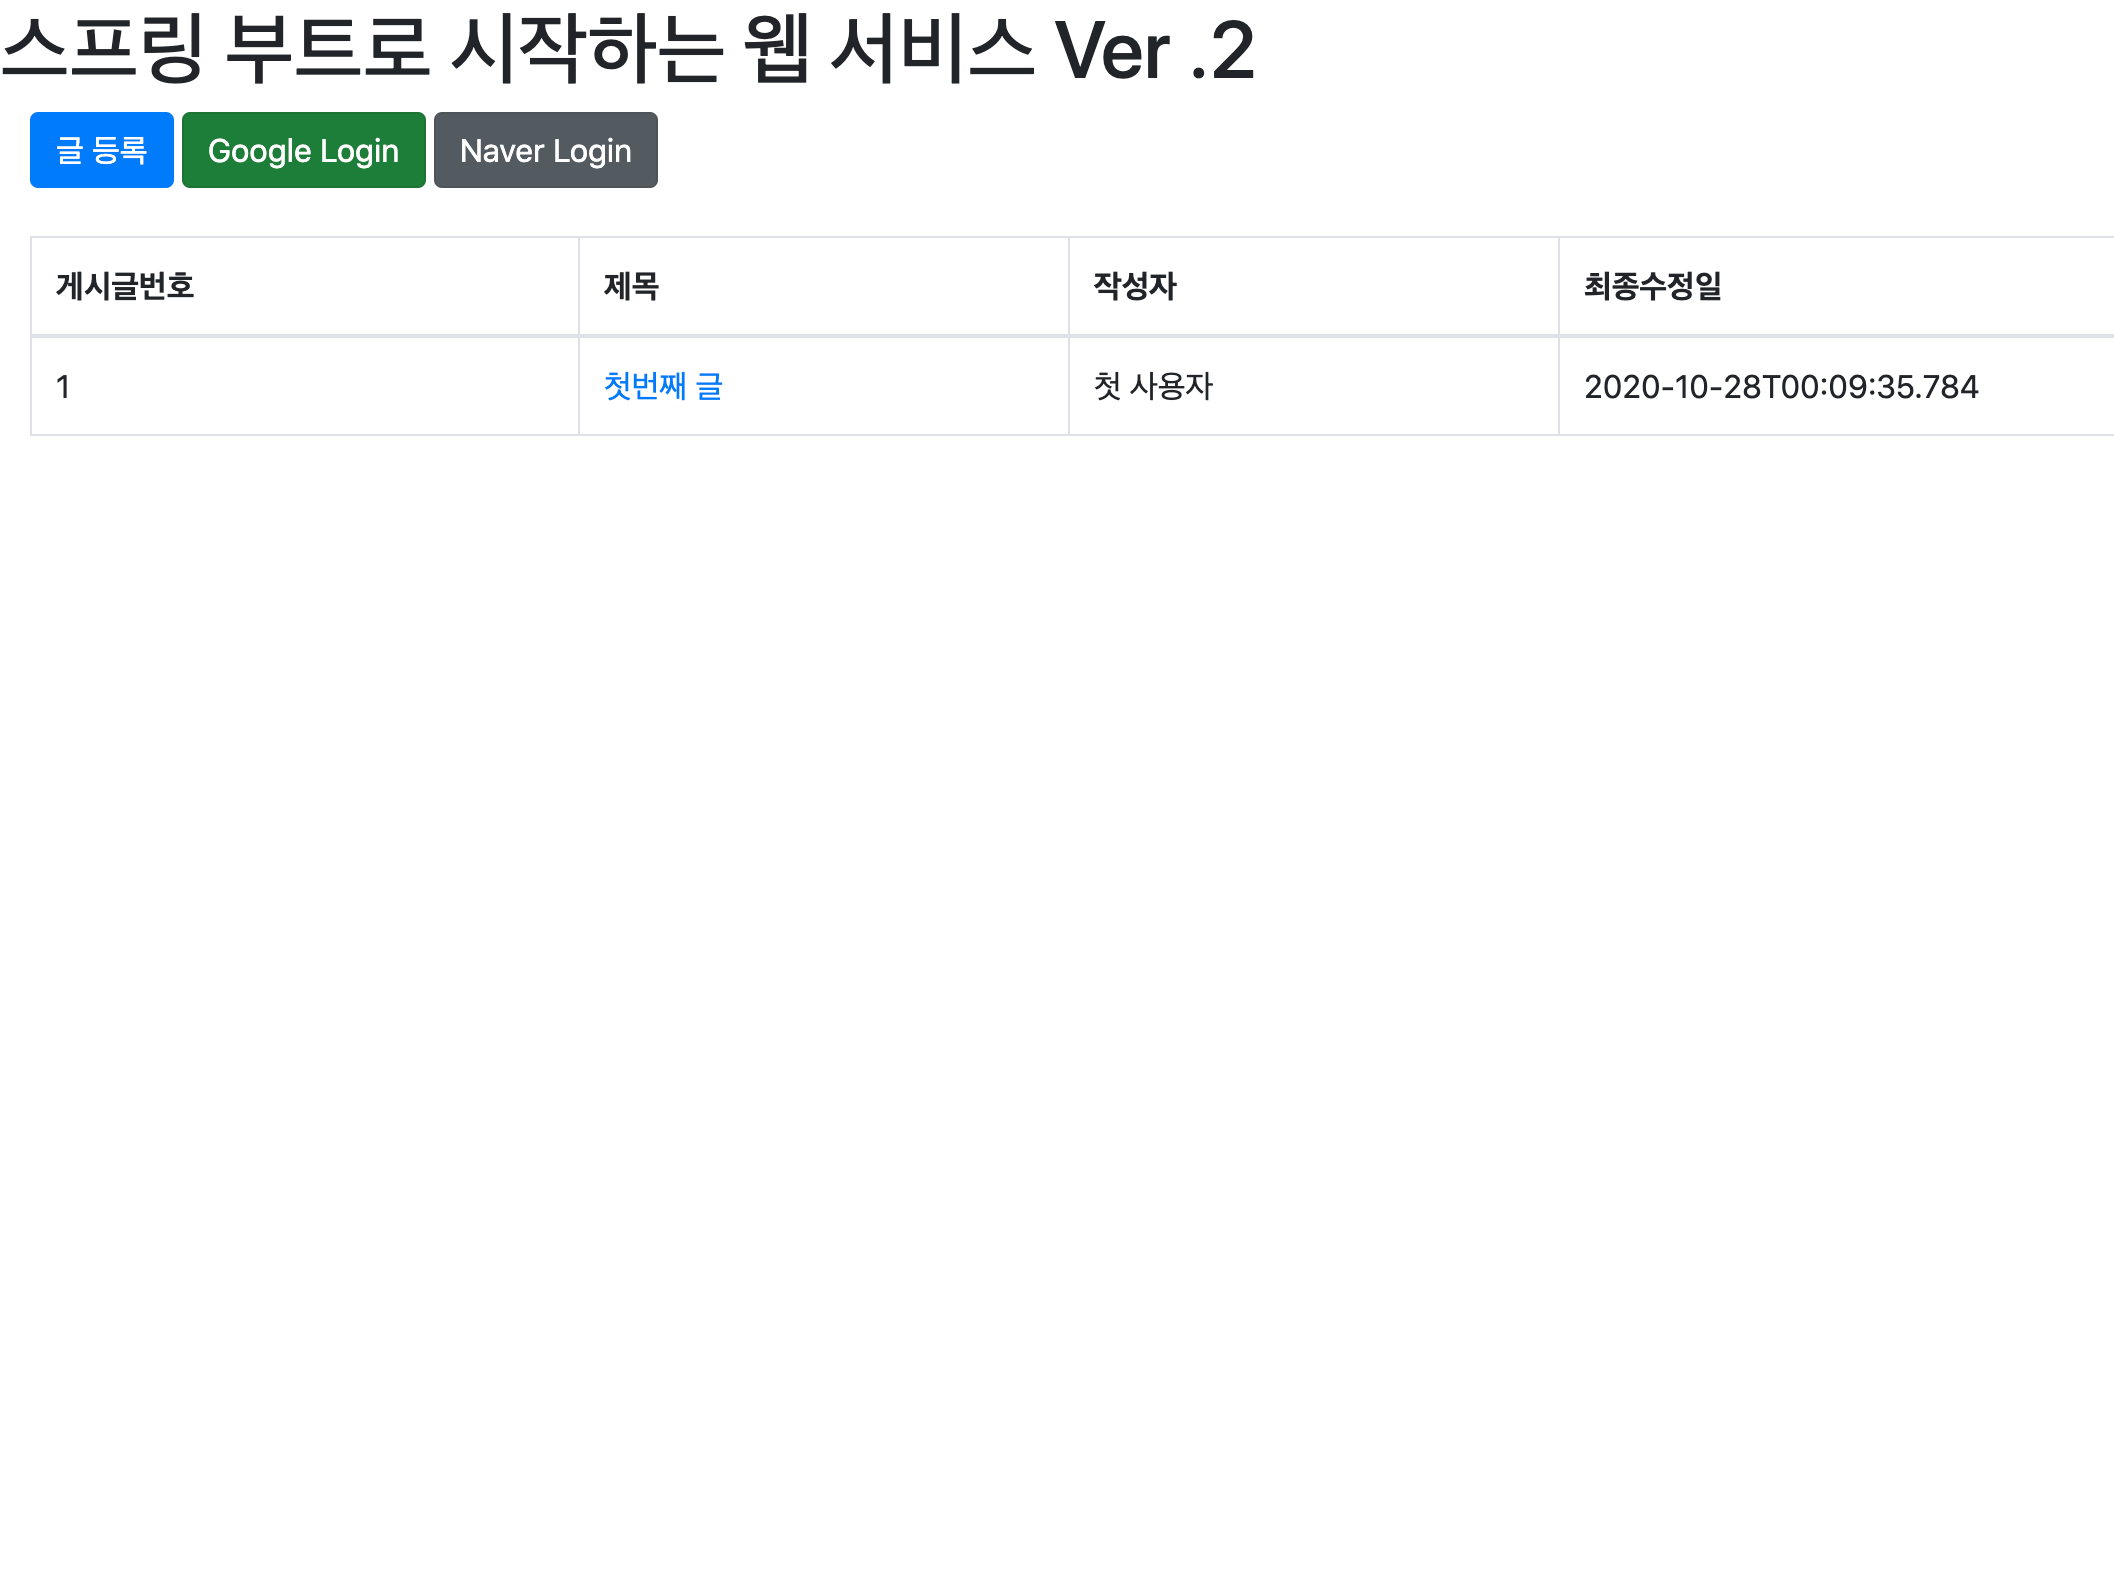 스프링 부트로 시작하는 웹 서비스 Ver .2
글 등록 Google Login Naver Login
게시글번호 제목 작성자 최종수정일
1 첫번째 글 첫 사용자 2020-10-28T00:09:35.784